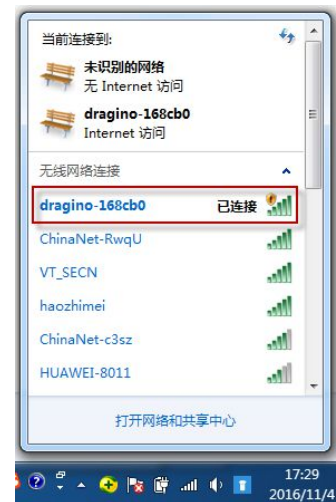 当前连接到:
未识别的网络
无 Internet 访问
dragino-168cb0
Internet 访问
无线网络连接
dragino-168cb0 已连接
ChinaNet-RwqU
VT_SECN
haozhimei
ChinaNet-c3sz
HUAWEI-8011
打开网络和共享中心
17:29
2016/11/4